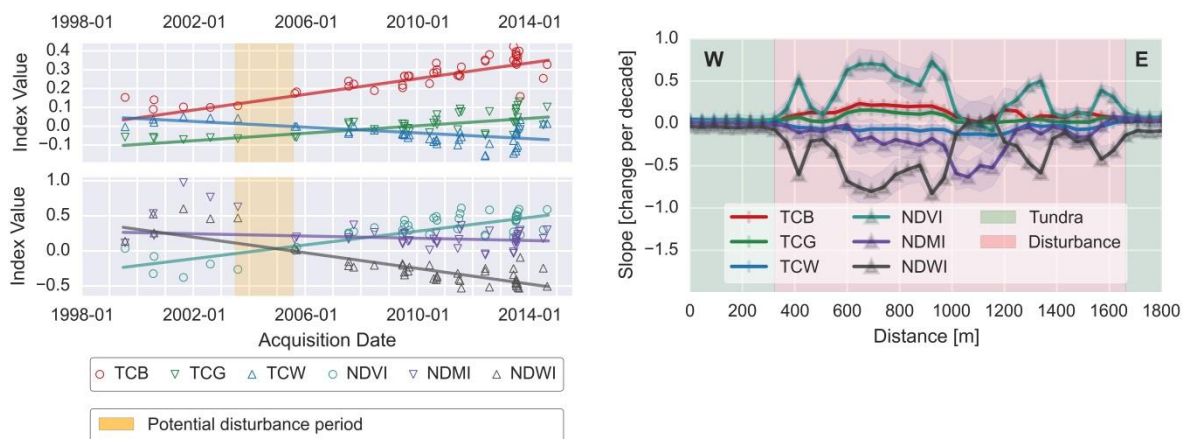 1998-01 2002-01 2006-01 2010-01 2014-01
Index Value
0.4
0.3
0.2
0.1
0.0
−0.1
Index Value
1.0
0.5
0.0
−0.5
1998-01 2002-01 2006-01 2010-01 2014-01
Acquisition Date
TCB TCG TCW NDVI NDMI NDWI
Potential disturbance period
Slope [change per decade]
1.0
0.5
0.0
−0.5
−1.0
−1.5
W E
TCB NDVI Tundra
TCG NDMI Disturbance
TCW NDWI
0 200 400 600 800 1000 1200 1400 1600 1800
Distance [m]